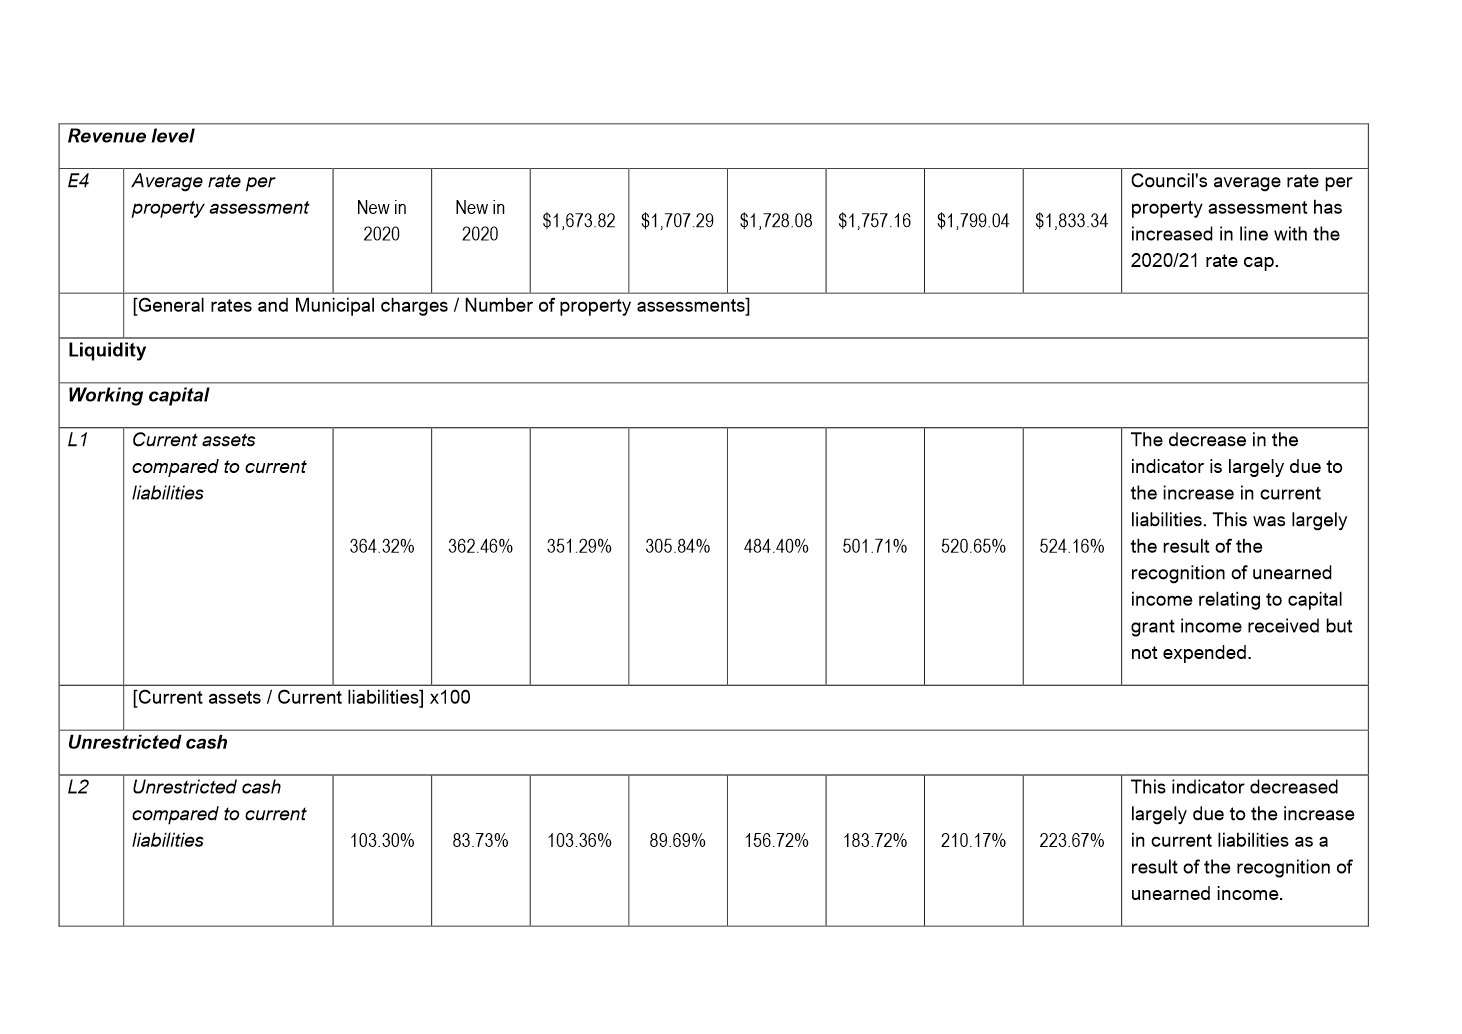 Revenue level
E4
Average rate per
property assessment
New in
2020
New in
2020
$1,673.82
$1,707.29
$1,728.08
$1,757.16
$1,799.04
$1,833.34
Council's average rate per
property assessment has
increased in line with the
2020/21 rate cap.
[General rates and Municipal charges / Number of property assessments]
Liquidity
Working capital
L1
Current assets
compared to current
liabilities
364.32%
362.46%
351.29%
305.84%
484.40%
501.71%
520.65%
524.16%
The decrease in the
indicator is largely due to
the increase in current
liabilities. This was largely
the result of the
recognition of unearned
income relating to capital
grant income received but
not expended.
[Current assets / Current liabilities] x100
Unrestricted cash
L2
Unrestricted cash
compared to current
liabilities
103.30%
83.73%
103.36%
89.69%
156.72%
183.72%
210.17%
223.67%
This indicator decreased
largely due to the increase
in current liabilities as a
result of the recognition of
unearned income.